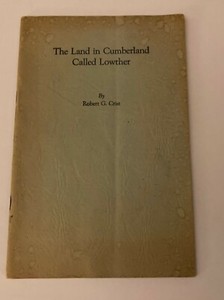 The Land in Cumberland
Called Lowther
By
Robert G. Crist